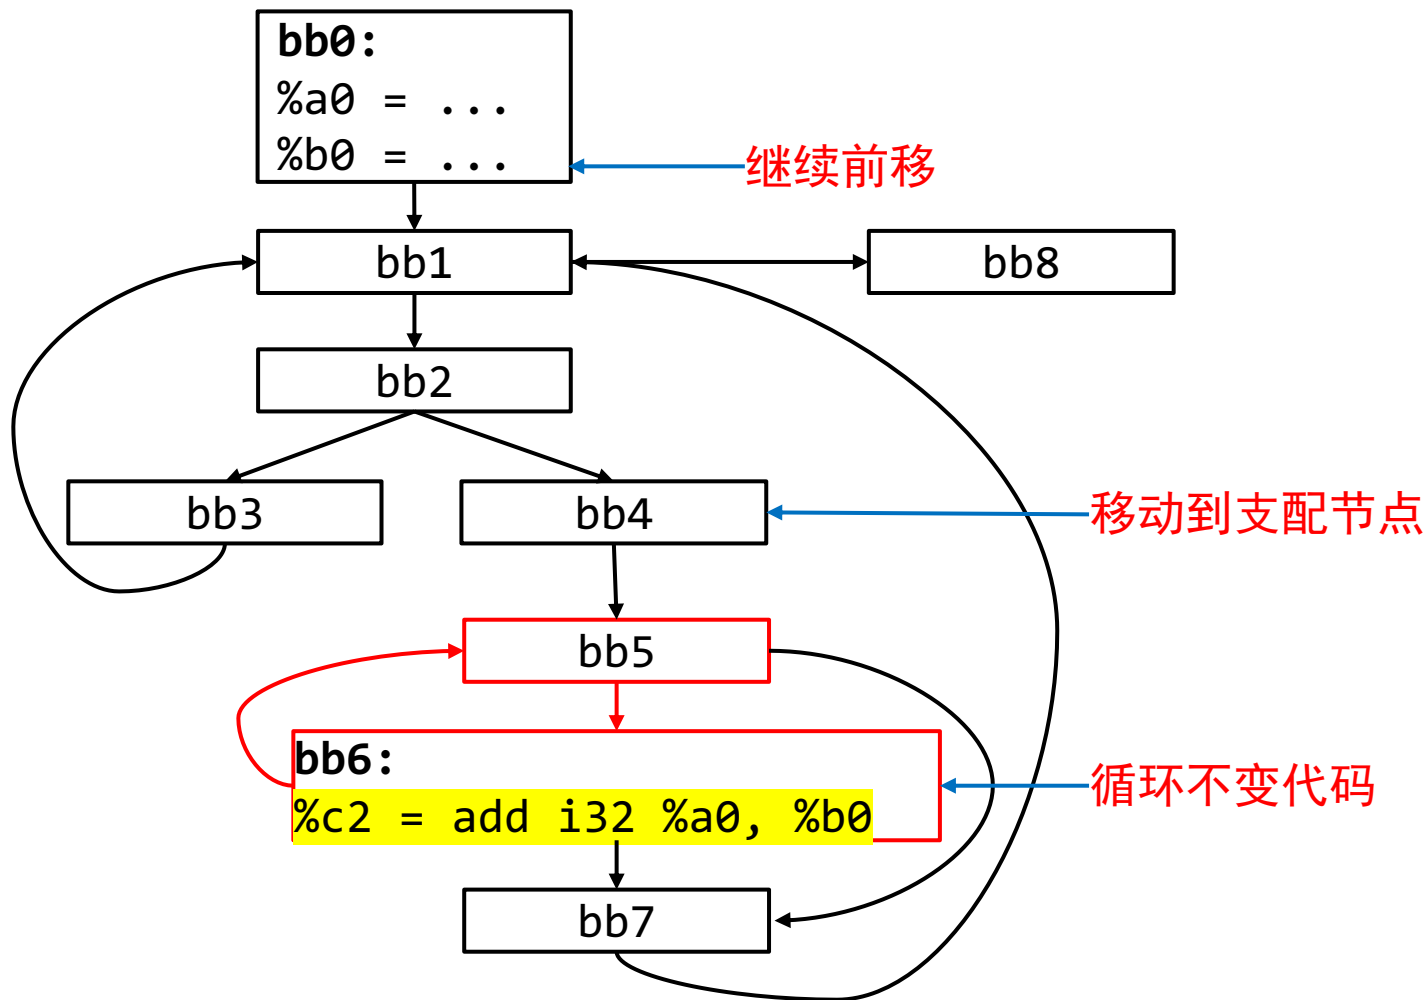 bb0:
%a0 = ...
%b0 = ...
继续前移
bb1
bb8
bb2
bb3
bb4
移动到支配节点
bb5
bb6:
%c2 = add i32 %a0, %b0
循环不变代码
bb7